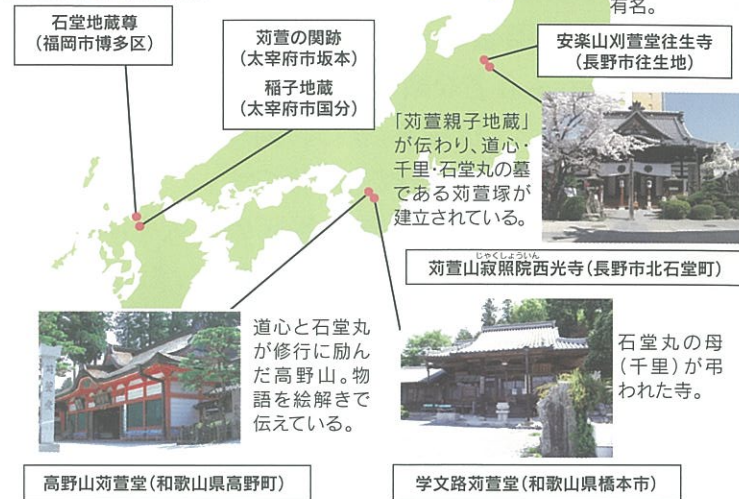 有名。
石堂地蔵尊
（福岡市博多区）
苅萱の関跡
（太宰府市坂本）
稲子地蔵
（太宰府市国分）
安楽山刈萱堂往生寺
（長野市往生地）
「苅萱親子地蔵」
が伝わり、道心・
千里・石堂丸の墓
である苅萱塚が
建立されている。
じゃくしょういん
苅萱山寂照院西光寺（長野市北石堂町）
道心と石堂丸
が修行に励ん
だ高野山。物
語を絵解きで
伝えている。
石堂丸の母
（千里）が弔
われた寺。
高野山苅萱堂（和歌山県高野町）
学文路苅萱堂（和歌山県橋本市）